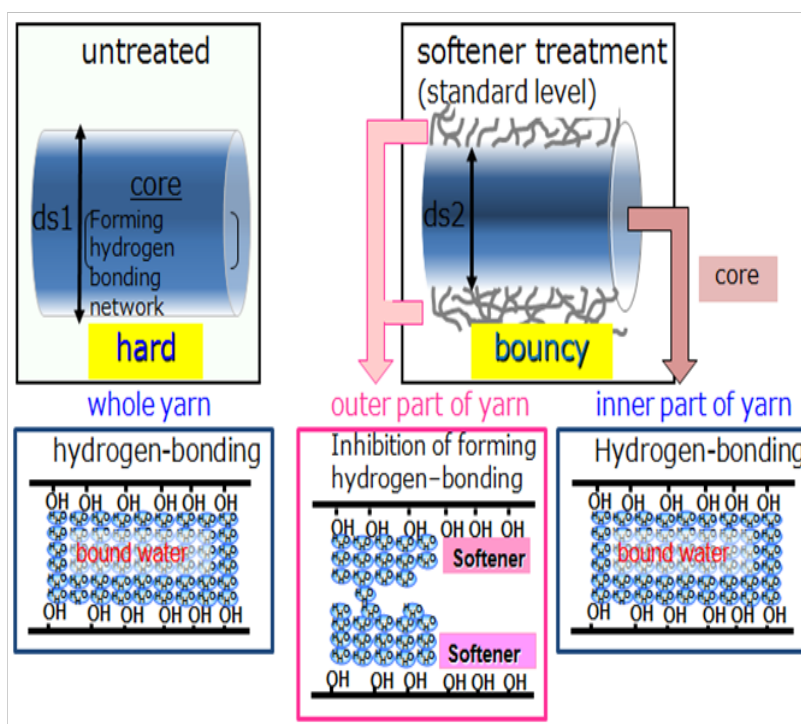 untreated
ds1
core
Forming
hydrogen
bonding
network
hard
softener treatment
(standard level)
ds2
bouncy
core
whole yarn
outer part of yarn
inner part of yarn
hydrogen-bonding
OH OH OH OH OH OH
bound water
OH OH OH OH OH OH
Inhibition of forming
hydrogen-bonding
OH OH OH OH OH OH
Softener
Softener
OH OH OH OH OH OH
Hydrogen-bonding
OH OH OH OH OH OH
bound water
OH OH OH OH OH OH